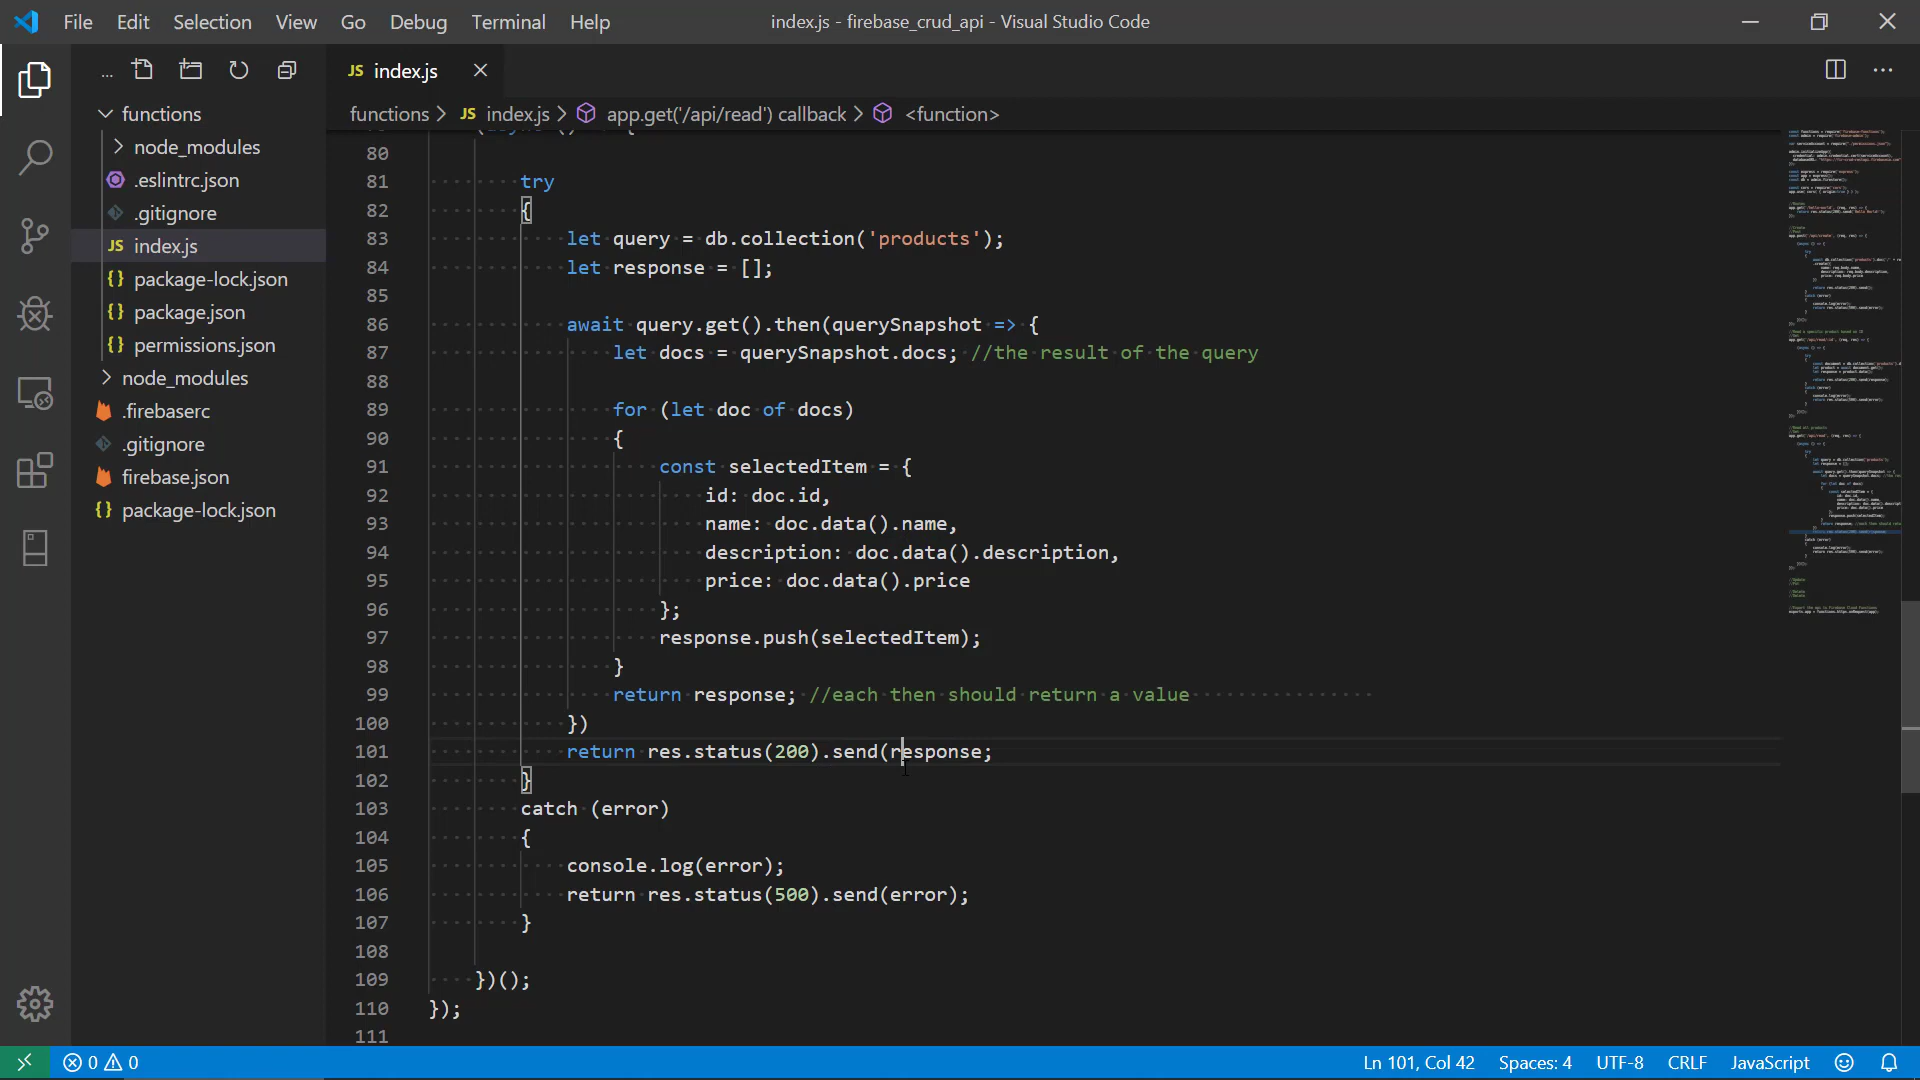 File Edit Selection View Go Debug Terminal Help
index.js - firebase_crud_api - Visual Studio Code
...
JS index.js
functions
functions > JS index.js > app.get('/api/read') callback > <function>
node_modules
.eslintrc.json
.gitignore
JS index.js
{} package-lock.json
{} package.json
{} permissions.json
node_modules
.firebaserc
.gitignore
firebase.json
{} package-lock.json
80
81 try
82 {
83 let query = db.collection('products');
84 let response = [];
85
86 await query.get().then(querySnapshot => {
87 let docs = querySnapshot.docs; //the result of the query
88
89 for (let doc of docs)
90 {
91 const selectedItem = {
92 id: doc.id,
93 name: doc.data().name,
94 description: doc.data().description,
95 price: doc.data().price
96 };
97 response.push(selectedItem);
98 }
99 return response; //each then should return a value
100 })
101 return res.status(200).send(response;
102 }
103 catch (error)
104 {
105 console.log(error);
106 return res.status(500).send(error);
107 }
108
109 })();
110 });
111
0 0
Ln 101, Col 42 Spaces: 4 UTF-8 CRLF JavaScript